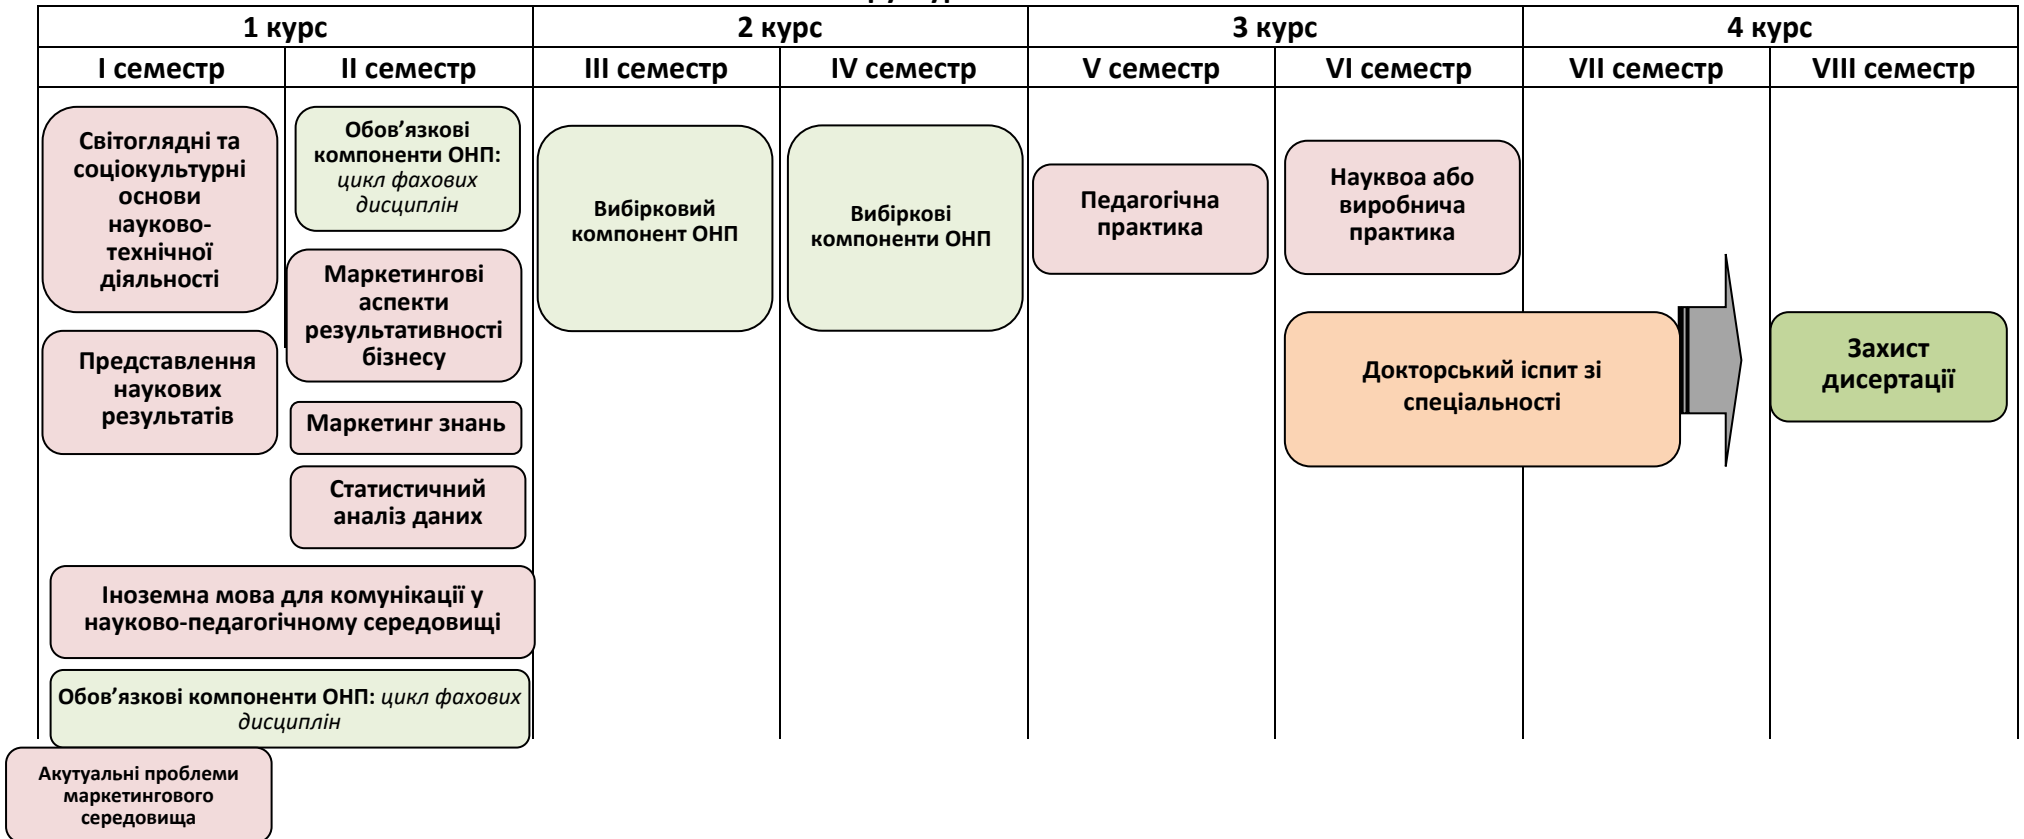 1 курс
2 курс
3 курс
4 курс
І семестр
ІІ семестр
ІІІ семестр
IV семестр
V семестр
VI семестр
VII семестр
VIII семестр
Світоглядні та
соціокультурні
основи
науково-
технічної
діяльності
Представлення
наукових
результатів
Обов’язкові
компоненти ОНП:
цикл фахових
дисциплін
Маркетингові
аспекти
результативності
бізнесу
Маркетинг знань
Статистичний
аналіз даних
Іноземна мова для комунікації у
науково-педагогічному середовищі
Обов’язкові компоненти ОНП: цикл фахових
дисциплін
Акутуальні проблеми
маркетингового
середовища
Вибірковий
компонент ОНП
Вибіркові
компоненти ОНП
Педагогічна
практика
Науквоа або
виробнича
практика
Докторський іспит зі
спеціальності
Захист
дисертації